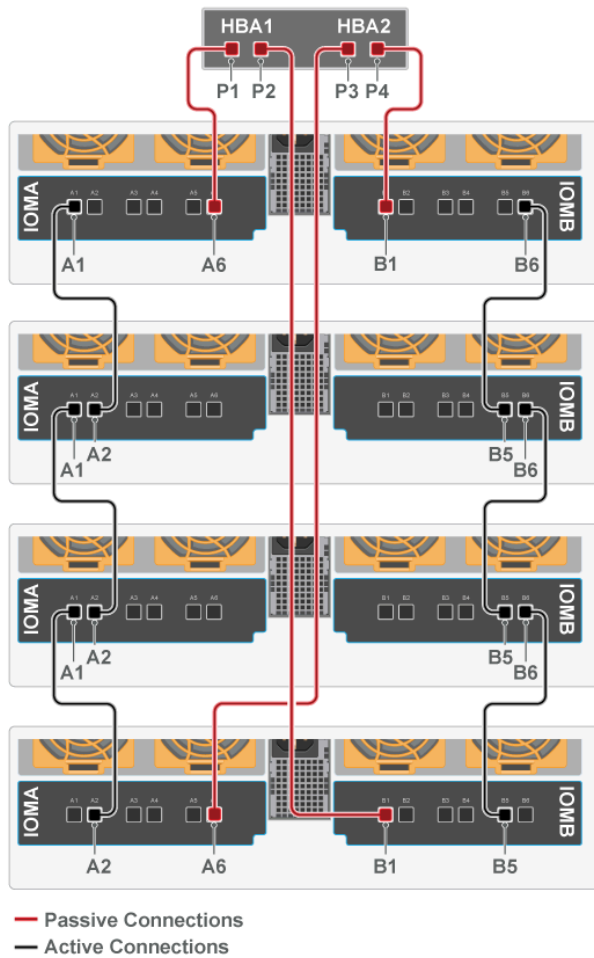 HBA1 HBA2
P1 P2 P3 P4
IOMA A1 A2 A3 A4 A5 B1 B2 B3 B4 B5 B6 IOMB
A1 A6 B1 B6
IOMA A1 A2 A3 A4 A5 A6 B1 B2 B3 B4 B5 B6 IOMB
A1 A2 B5 B6
IOMA A1 A2 A3 A4 A5 A6 B1 B2 B3 B4 B5 B6 IOMB
A1 A2 B5 B6
IOMA A1 A2 A3 A4 A5 B1 B2 B3 B4 B5 B6 IOMB
A2 A6 B1 B5
Passive Connections
Active Connections